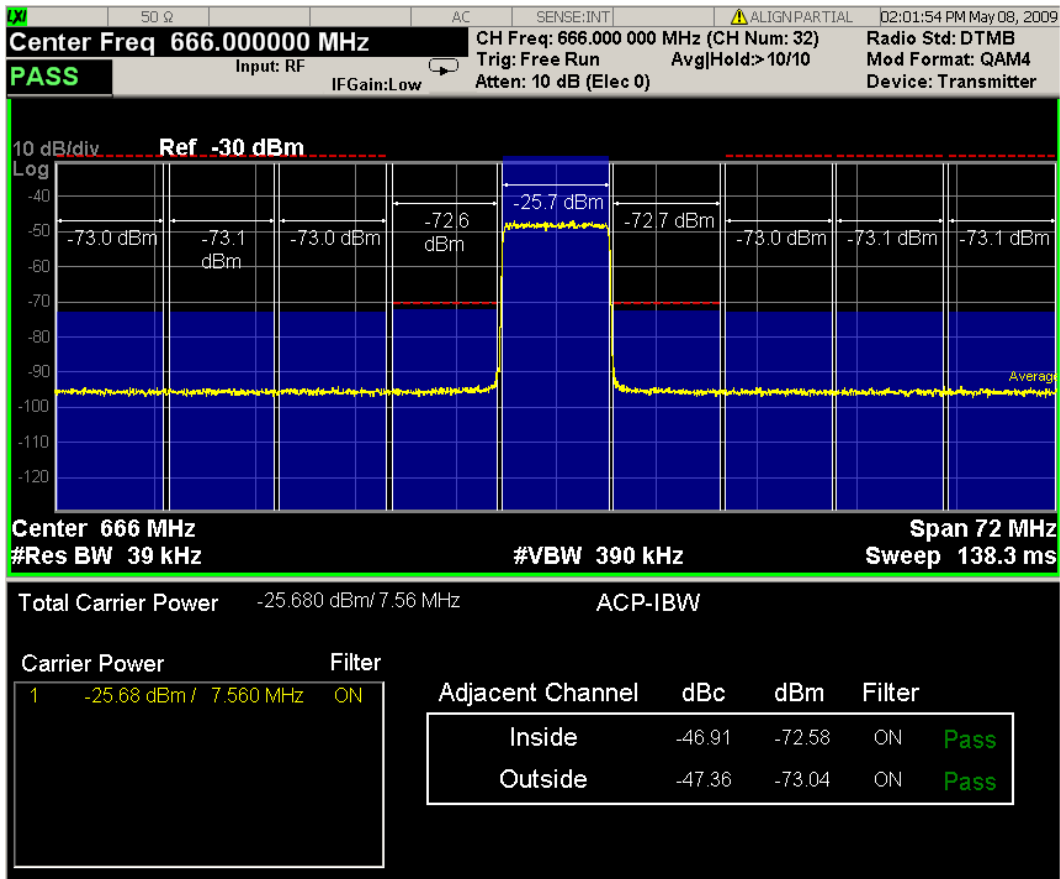 LXI 50 Ω AC SENSE:INT ALIGN PARTIAL 02:01:54 PM May 08, 2009
Center Freq 666.000000 MHz
CH Freq: 666.000 000 MHz (CH Num: 32)
Radio Std: DTMB
PASS
Input: RF
Trig: Free Run
Avg|Hold:> 10/10
Mod Format: QAM4
IFGain:Low
Atten: 10 dB (Elec 0)
Device: Transmitter
10 dB/div
Ref -30 dBm
Log
-40
-50
-60
-70
-80
-90
-100
-110
-120
-73.0 dBm
-73.1
dBm
-73.0 dBm
-72.6
dBm
-25.7 dBm
-72.7 dBm
-73.0 dBm
-73.1 dBm
-73.1 dBm
Average
Center 666 MHz
Span 72 MHz
#Res BW 39 kHz
#VBW 390 kHz
Sweep 138.3 ms
Total Carrier Power -25.680 dBm/ 7.56 MHz
ACP-IBW
Carrier Power Filter
1 -25.68 dBm / 7.560 MHz ON
Adjacent Channel dBc dBm Filter
Inside -46.91 -72.58 ON Pass
Outside -47.36 -73.04 ON Pass